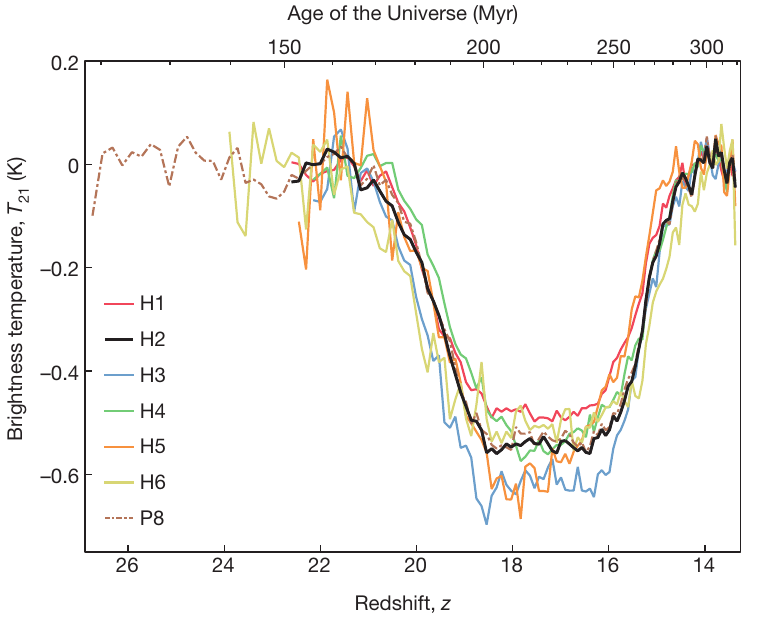 Age of the Universe (Myr)
150 200 250 300
0.2
0
−0.2
−0.4
−0.6
Brightness temperature, T21 (K)
H1
H2
H3
H4
H5
H6
P8
26 24 22 20 18 16 14
Redshift, z